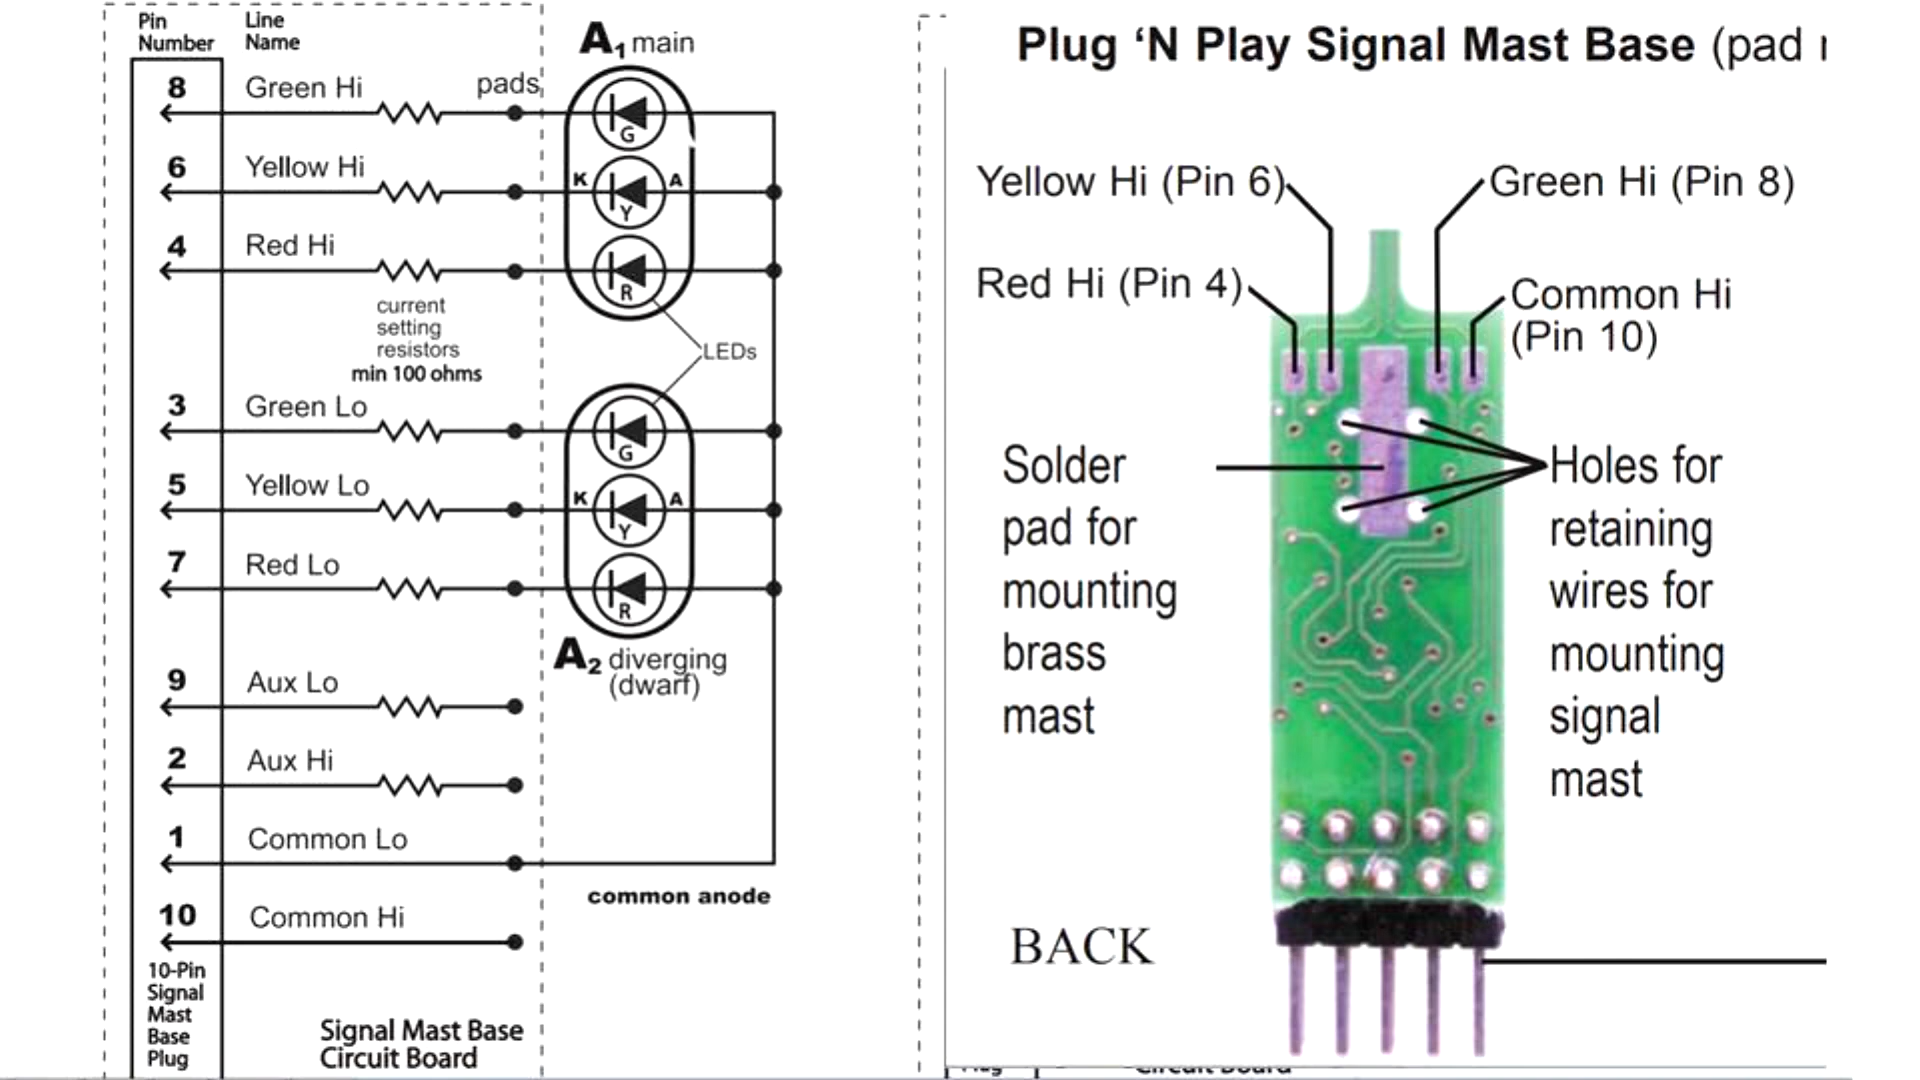 Pin
Number
Line
Name
8
Green Hi
pads
A1 main
G
6
Yellow Hi
K
A
Y
4
Red Hi
R
current
setting
resistors
min 100 ohms
LEDs
3
Green Lo
G
5
Yellow Lo
K
A
Y
7
Red Lo
R
A2 diverging
(dwarf)
9
Aux Lo
2
Aux Hi
1
Common Lo
common anode
10
Common Hi
10-Pin
Signal
Mast
Base
Plug
Signal Mast Base
Circuit Board
Plug 'N Play Signal Mast Base (pad
Yellow Hi (Pin 6)
Green Hi (Pin 8)
Red Hi (Pin 4)
Common Hi
(Pin 10)
Solder
pad for
mounting
brass
mast
Holes for
retaining
wires for
mounting
signal
mast
BACK
Circuit Board